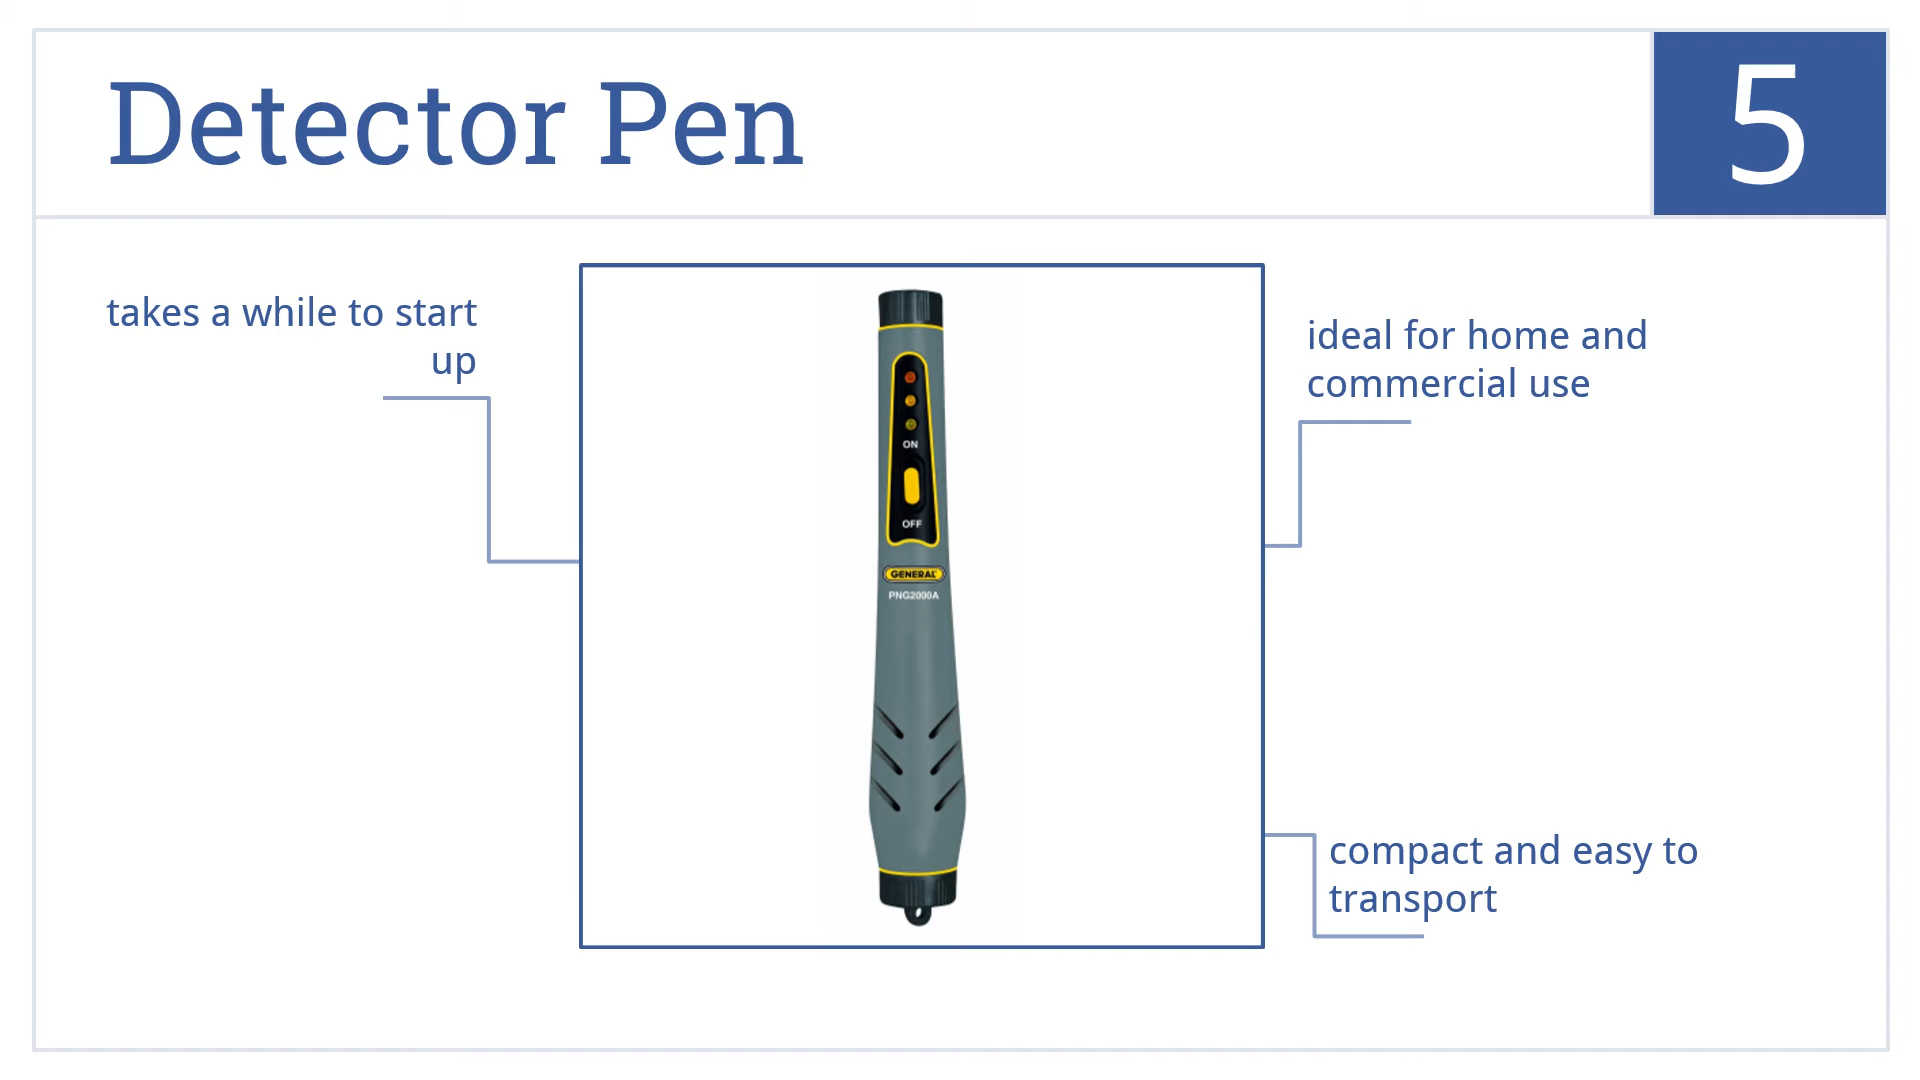 Detector Pen
5
takes a while to start
up
ideal for home and
commercial use
ON
OFF
GENERAL
PNG2000A
compact and easy to
transport